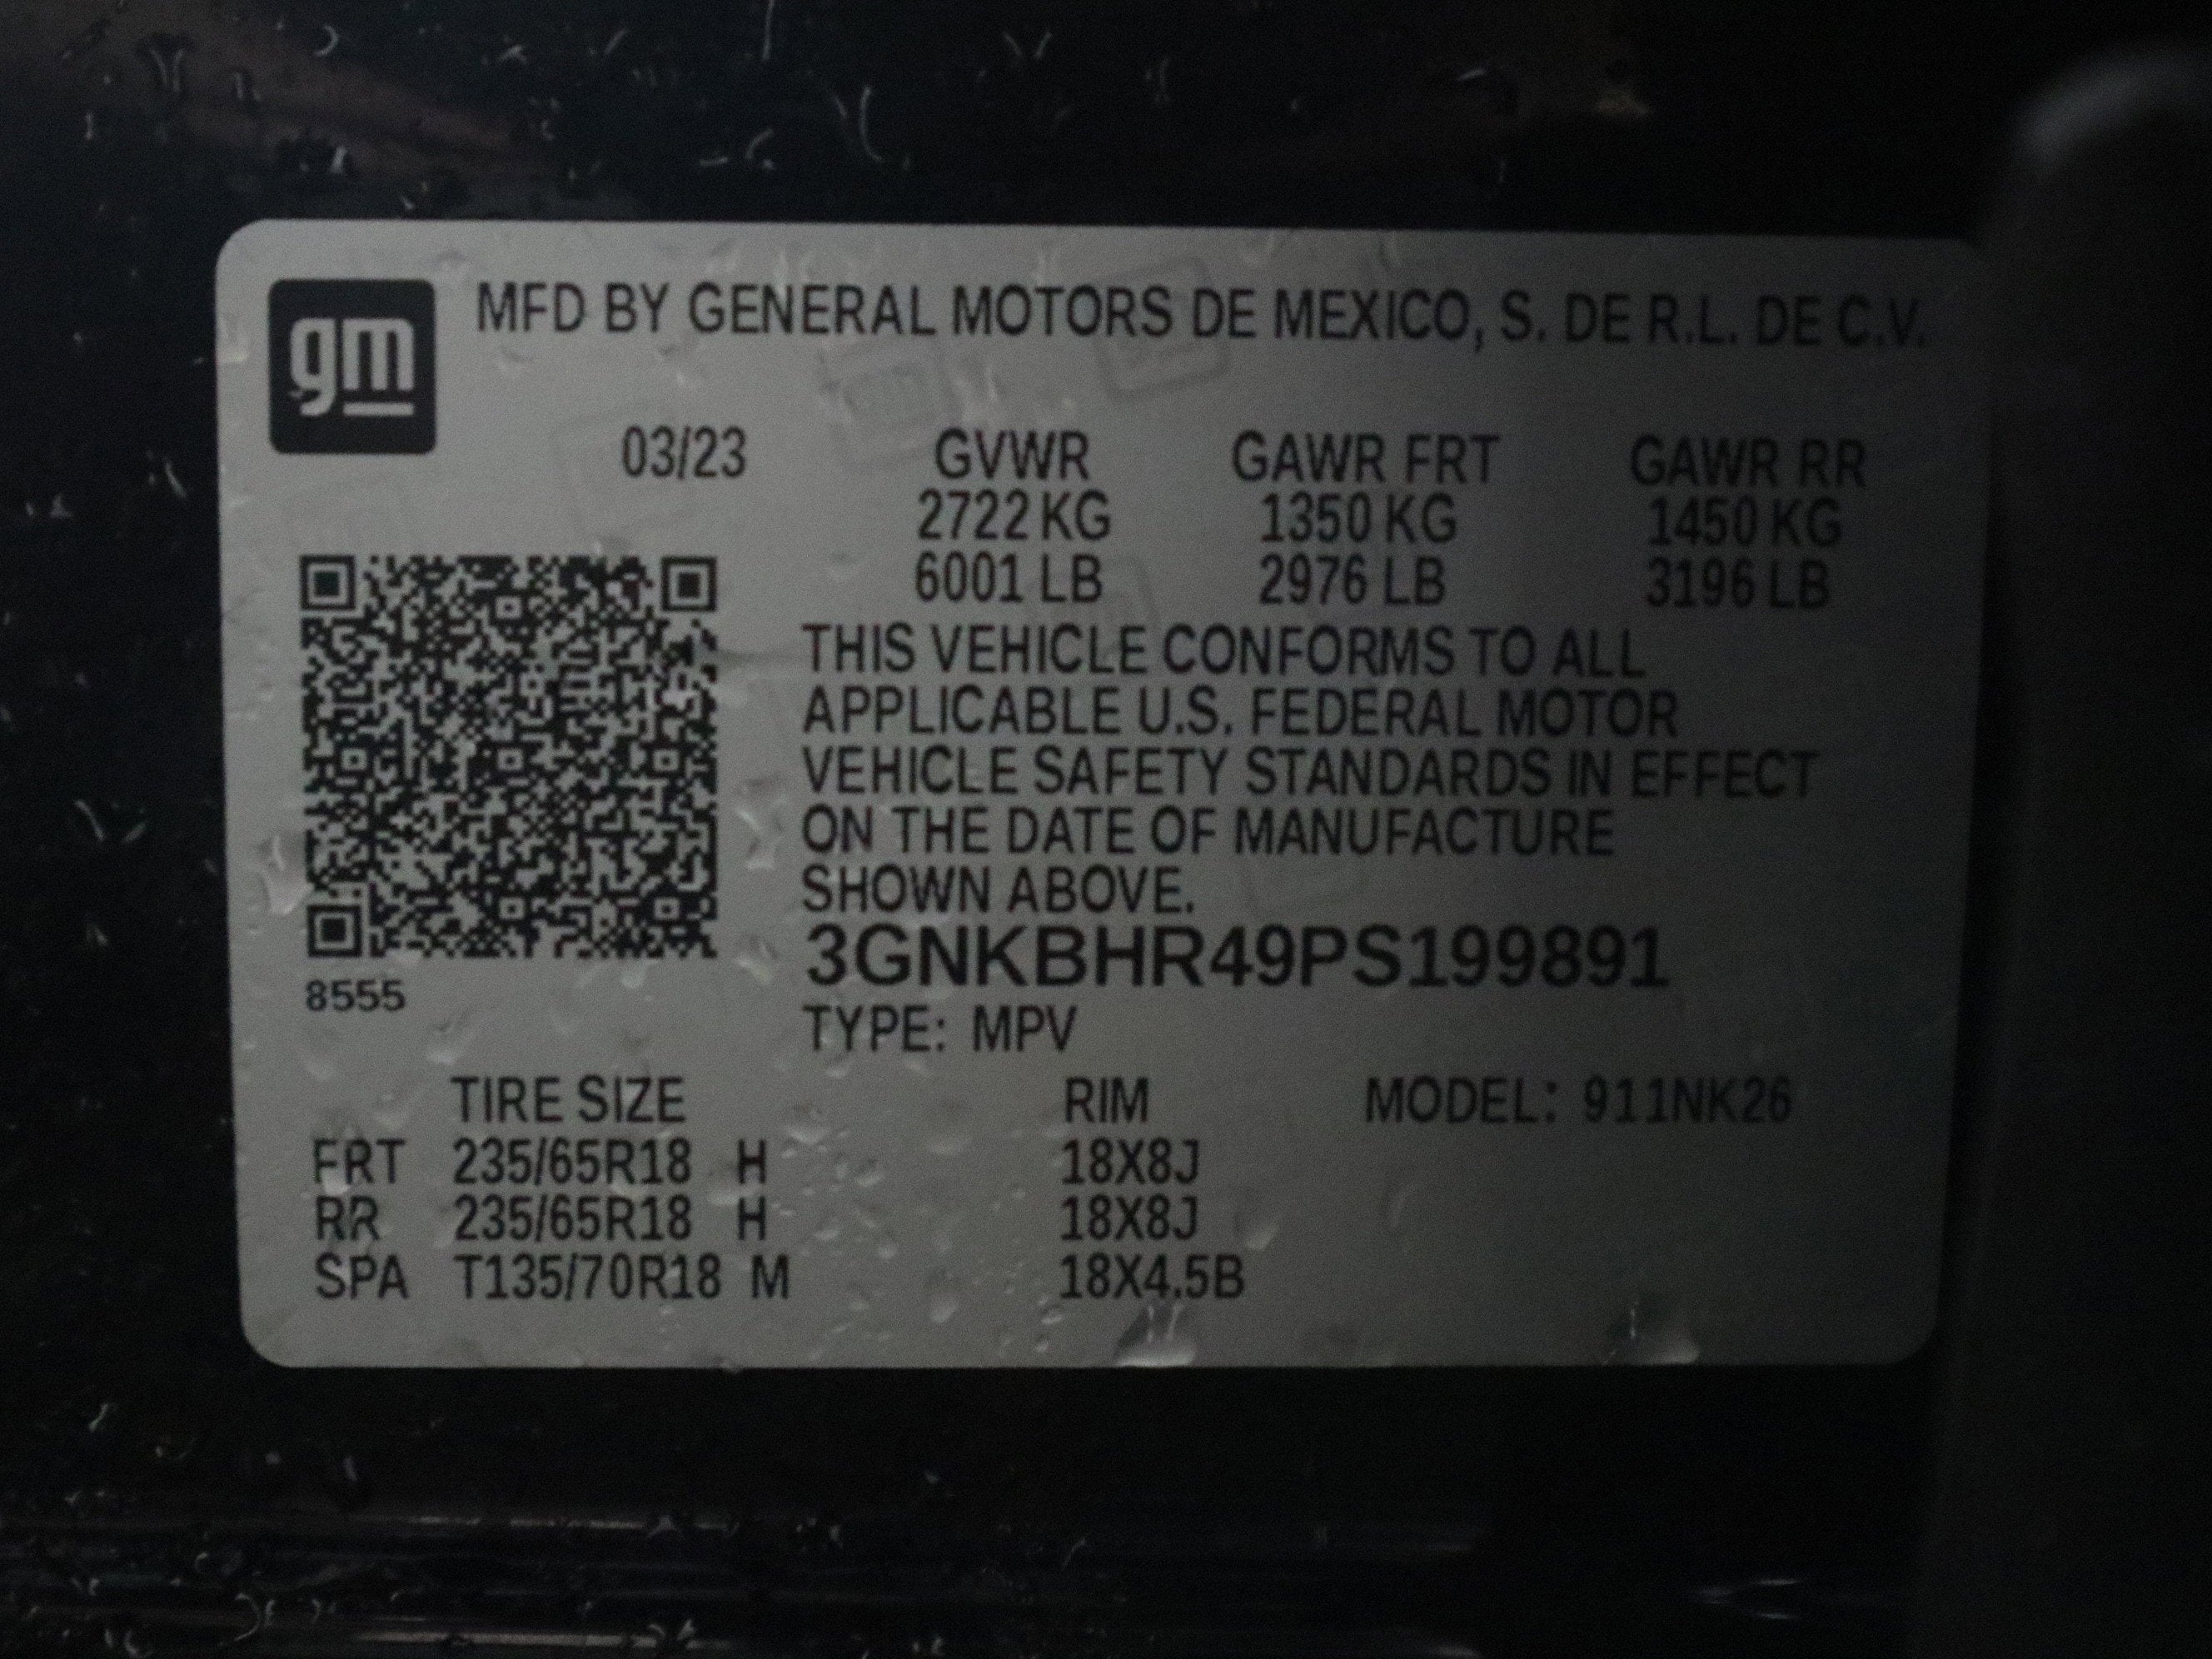 gm
MFD BY GENERAL MOTORS DE MEXICO, S. DE R.L. DE C.V.
03/23 GVWR GAWR FRT GAWR RR
2722 KG 1350 KG 1450 KG
6001 LB 2976 LB 3196 LB
THIS VEHICLE CONFORMS TO ALL
APPLICABLE U.S. FEDERAL MOTOR
VEHICLE SAFETY STANDARDS IN EFFECT
ON THE DATE OF MANUFACTURE
SHOWN ABOVE.
3GNKBHR49PS199891
8555
TYPE: MPV
TIRE SIZE RIM MODEL: 911NK26
FRT 235/65R18 H 18X8J
RR 235/65R18 H 18X8J
SPA T135/70R18 M 18X4.5B